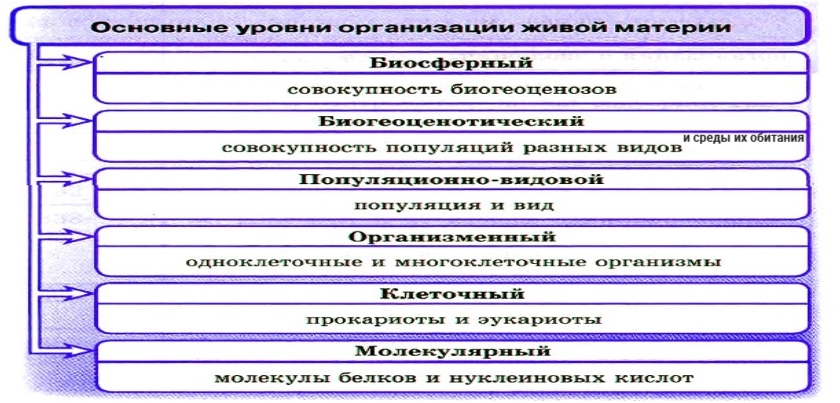 Основные уровни организации живой материи
Биосферный
совокупность биогеоценозов
Биогеоценотический
совокупность популяций разных видов и среды их обитания
Популяционно-видовой
популяция и вид
Организменный
одноклеточные и многоклеточные организмы
Клеточный
прокариоты и эукариоты
Молекулярный
молекулы белков и нуклеиновых кислот